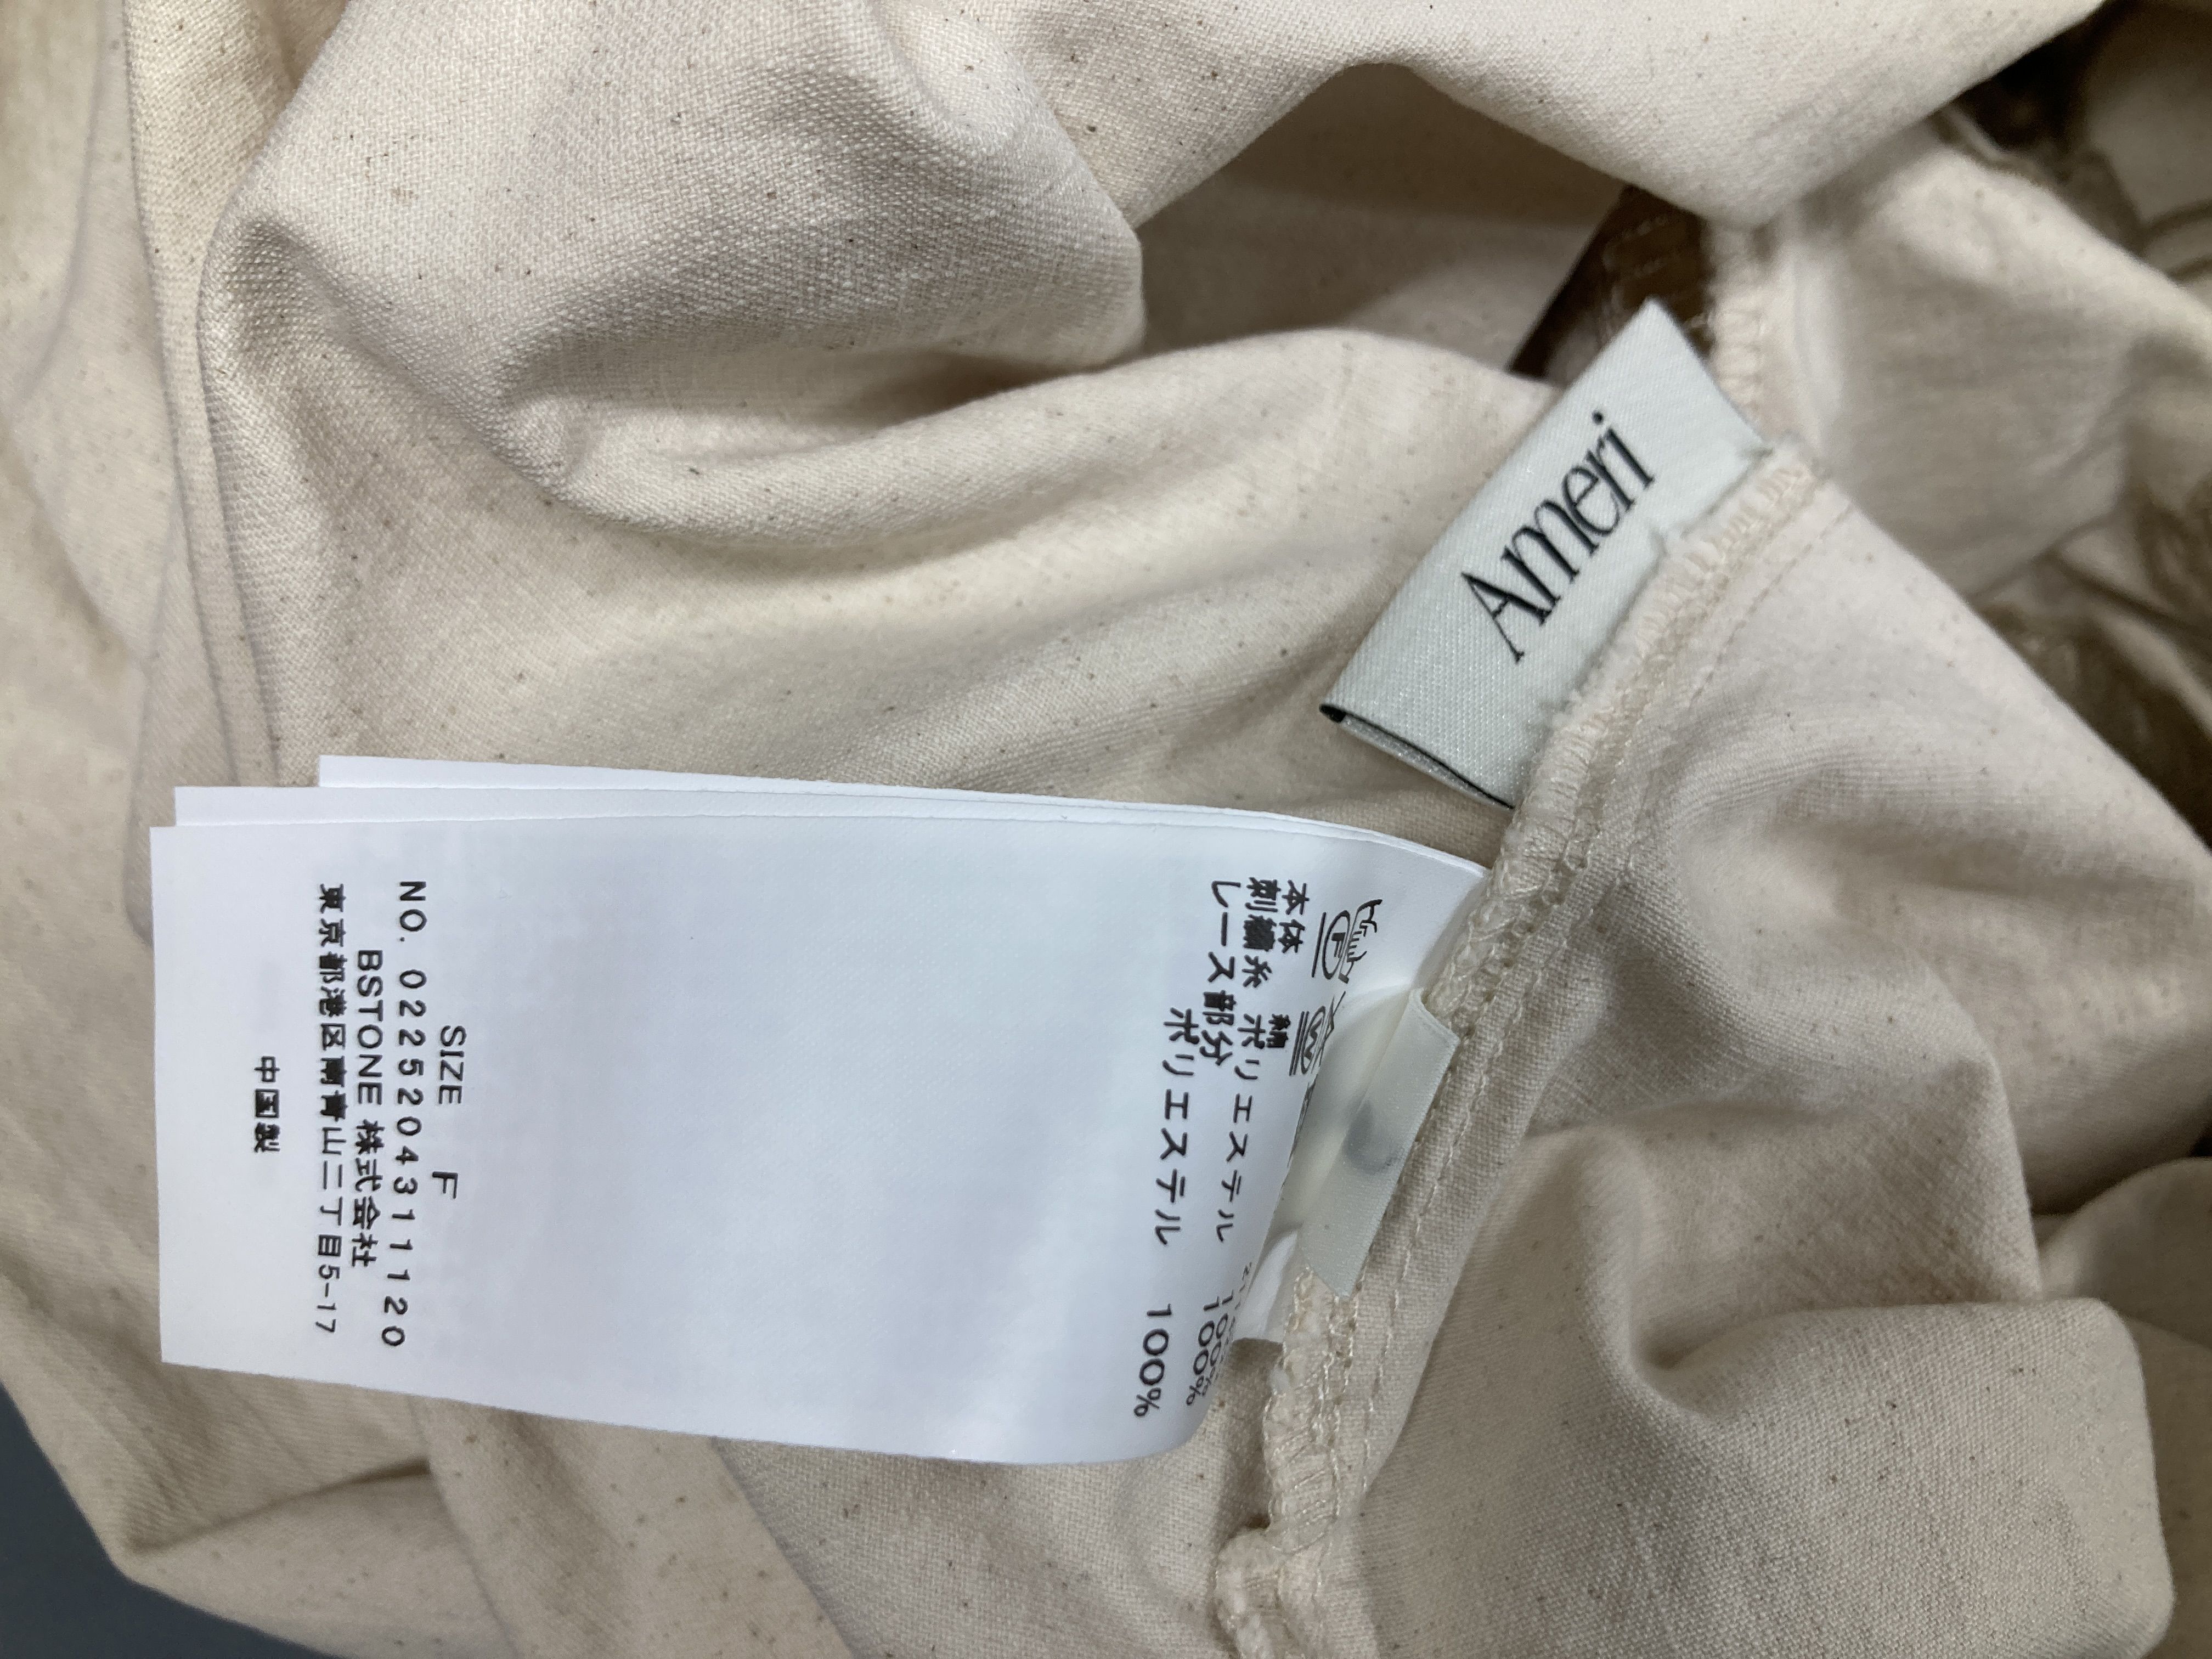 Ameri
本体 綿 100%
刺繍糸 ポリエステル 100%
レース部分
ポリエステル 100%
SIZE F
NO. 02252043111120
BSTONE 株式会社
東京都港区南青山二丁目5-17
中国製